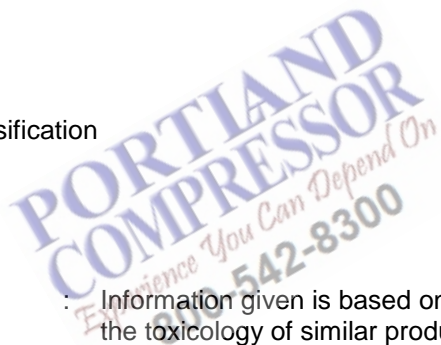 sification
PORTLAND
COMPRESSOR
Experience You Can Depend On
800-542-8300
: Information given is based on
the toxicology of similar produ